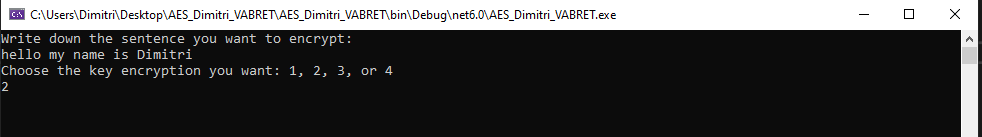 C:\Users\Dimitri\Desktop\AES_Dimitri_VABRET\AES_Dimitri_VABRET\bin\Debug\net6.0\AES_Dimitri_VABRET.exe
Write down the sentence you want to encrypt:
hello my name is Dimitri
Choose the key encryption you want: 1, 2, 3, or 4
2